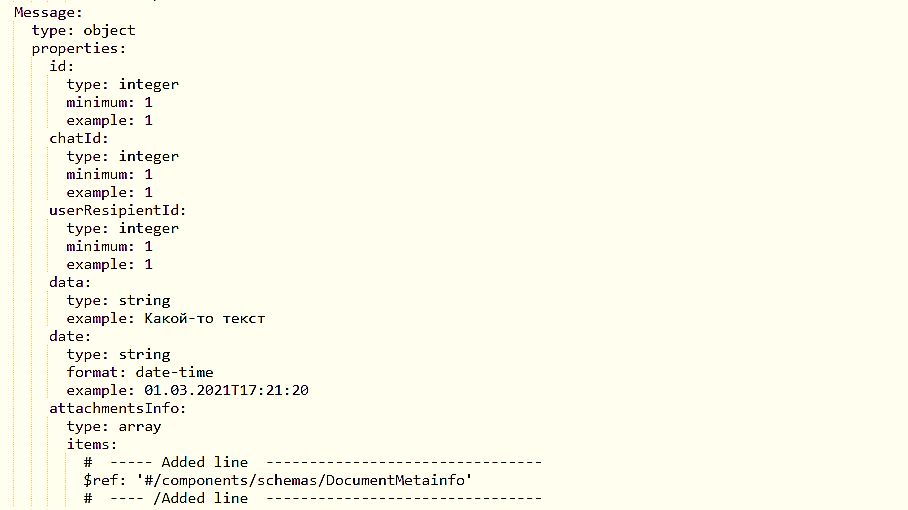 Message:
type: object
properties:
id:
type: integer
minimum: 1
example: 1
chatId:
type: integer
minimum: 1
example: 1
userResipientId:
type: integer
minimum: 1
example: 1
data:
type: string
example: Какой-то текст
date:
type: string
format: date-time
example: 01.03.2021T17:21:20
attachmentsInfo:
type: array
items:
# ----- Added line --------------------------------
$ref: '#/components/schemas/DocumentMetainfo'
# ---- /Added line --------------------------------